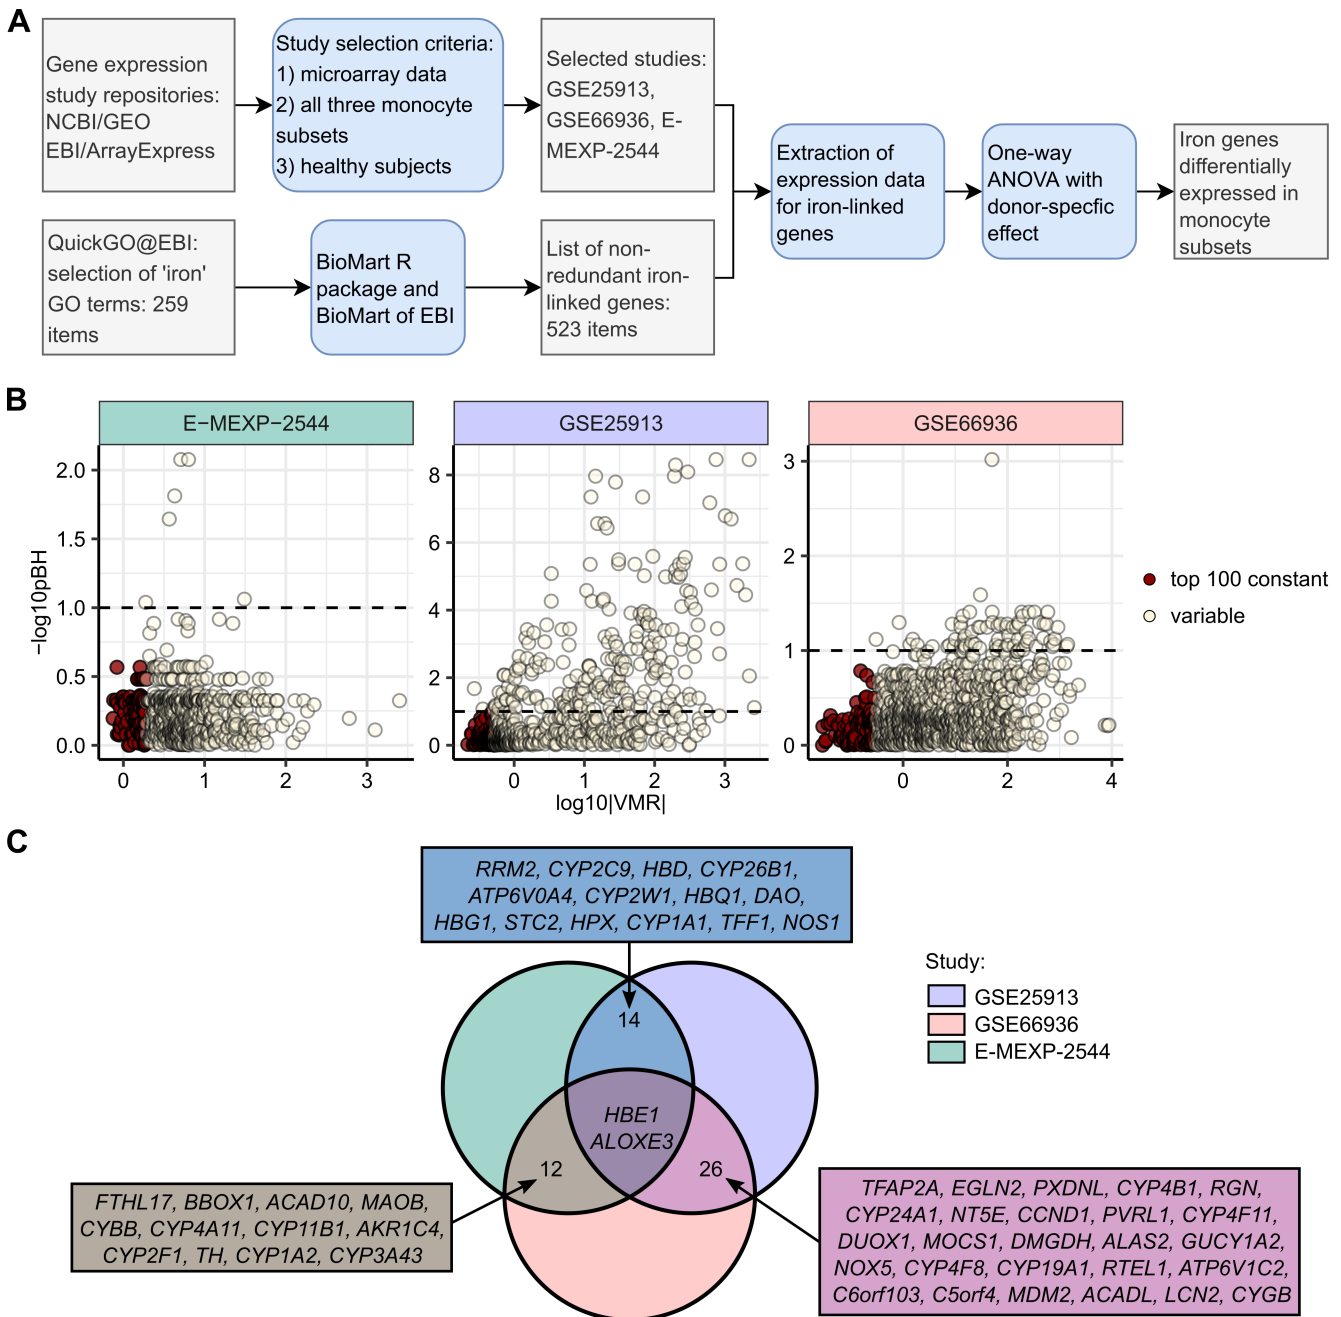 A
Gene expression
study repositories:
NCBI/GEO
EBI/ArrayExpress
Study selection criteria:
1) microarray data
2) all three monocyte
subsets
3) healthy subjects
Selected studies:
GSE25913,
GSE66936, E-
MEXP-2544
QuickGO@EBI:
selection of 'iron'
GO terms: 259
items
BioMart R
package and
BioMart of EBI
List of non-
redundant iron-
linked genes:
523 items
Extraction of
expression data
for iron-linked
genes
One-way
ANOVA with
donor-specfic
effect
Iron genes
differentially
expressed in
monocyte
subsets
B
E−MEXP−2544
GSE25913
GSE66936
−log10pBH
2.0
1.5
1.0
0.5
0.0
0 1 2 3
8
6
4
2
0
0 1 2 3
3
2
1
0
0 2 4
log10|VMR|
top 100 constant
variable
C
RRM2, CYP2C9, HBD, CYP26B1,
ATP6V0A4, CYP2W1, HBQ1, DAO,
HBG1, STC2, HPX, CYP1A1, TFF1, NOS1
Study:
GSE25913
GSE66936
E-MEXP-2544
14
HBE1
ALOXE3
12
26
FTHL17, BBOX1, ACAD10, MAOB,
CYBB, CYP4A11, CYP11B1, AKR1C4,
CYP2F1, TH, CYP1A2, CYP3A43
TFAP2A, EGLN2, PXDNL, CYP4B1, RGN,
CYP24A1, NT5E, CCND1, PVRL1, CYP4F11,
DUOX1, MOCS1, DMGDH, ALAS2, GUCY1A2,
NOX5, CYP4F8, CYP19A1, RTEL1, ATP6V1C2,
C6orf103, C5orf4, MDM2, ACADL, LCN2, CYGB